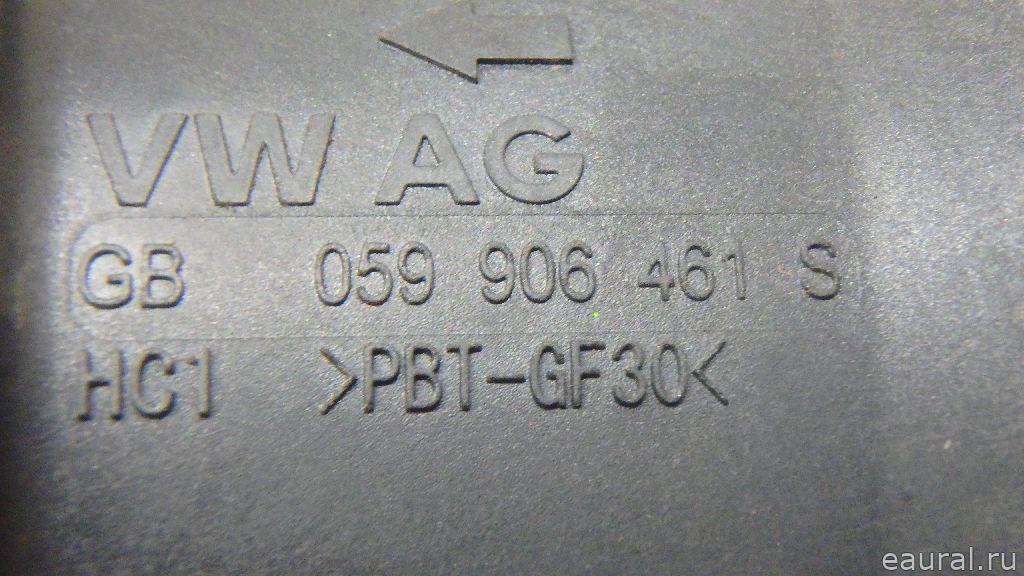 VW AG
GB 059 906 461 S
HC1 >PBT-GF30<
eaural.ru